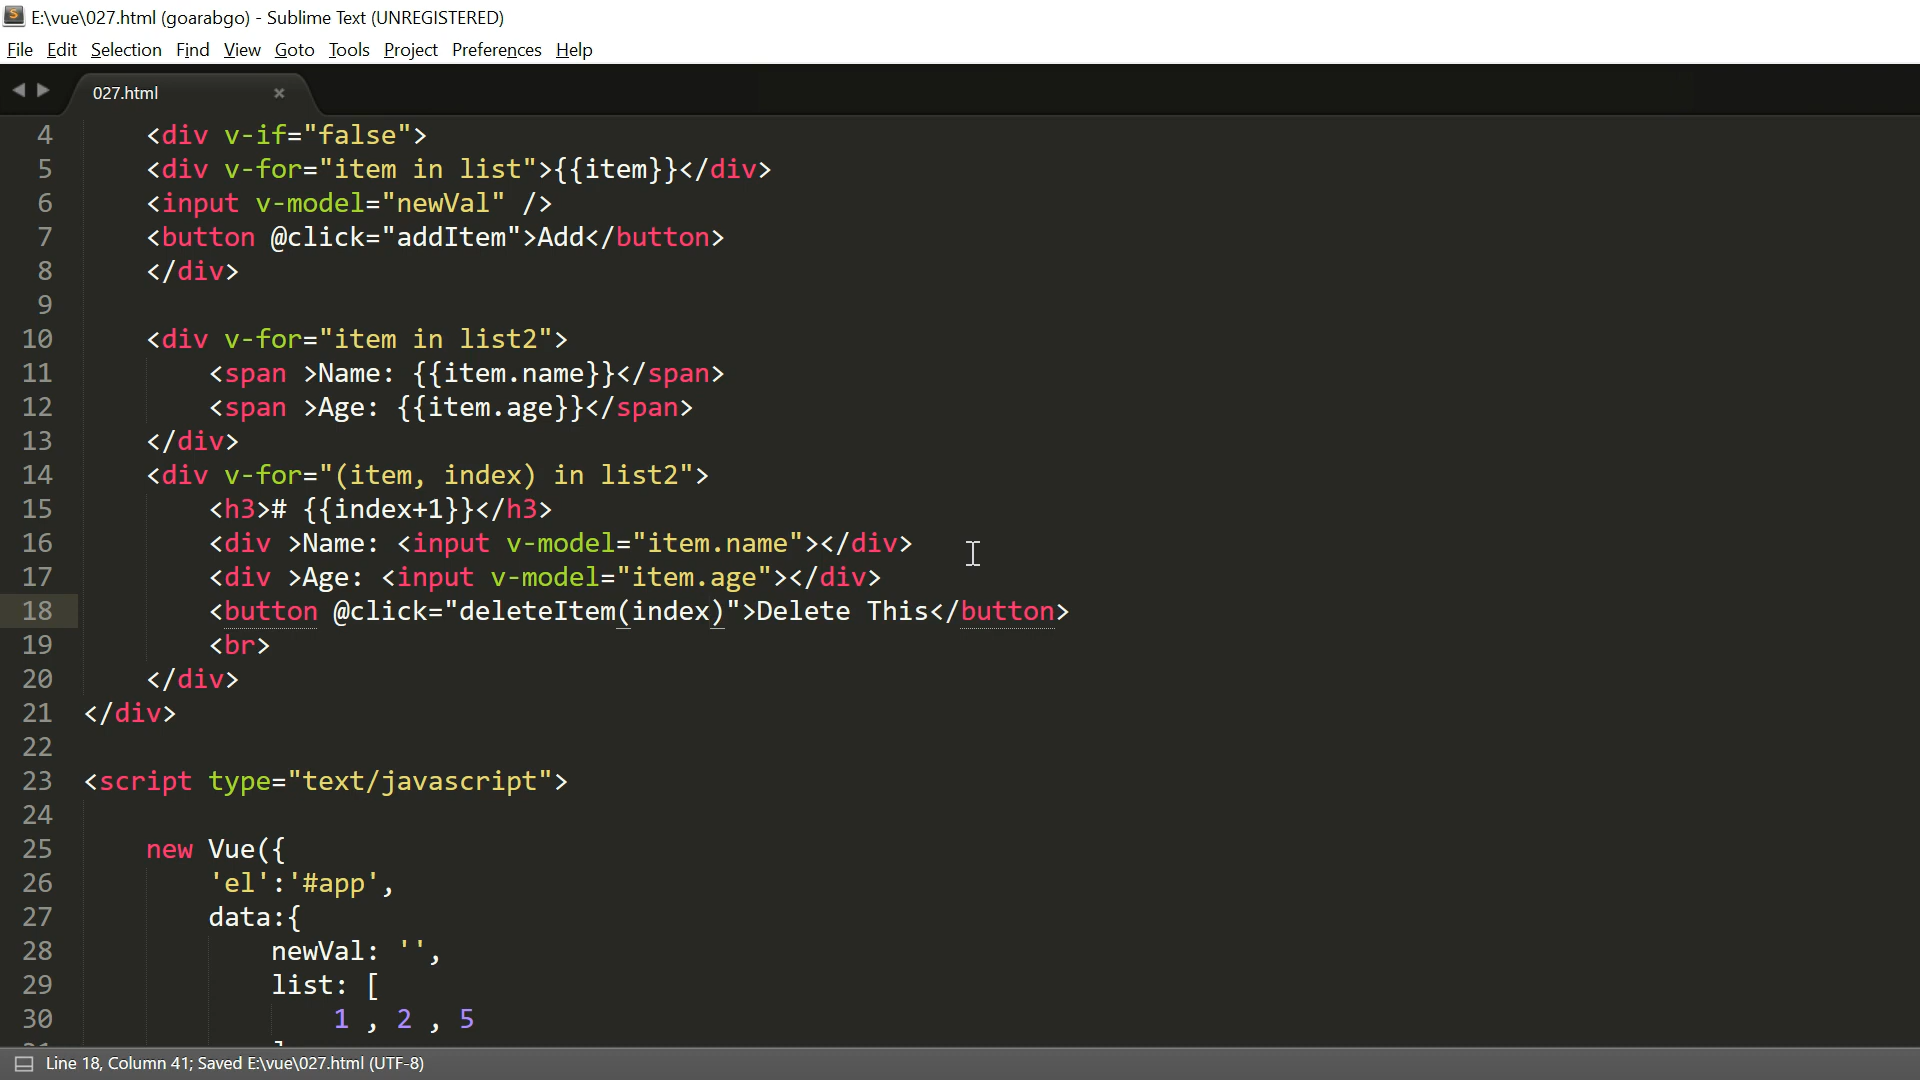 E:\vue\027.html (goarabgo) - Sublime Text (UNREGISTERED)
File Edit Selection Find View Goto Tools Project Preferences Help
027.html
4 <div v-if="false">
5 <div v-for="item in list">{{item}}</div>
6 <input v-model="newVal" />
7 <button @click="addItem">Add</button>
8 </div>
9
10 <div v-for="item in list2">
11 <span >Name: {{item.name}}</span>
12 <span >Age: {{item.age}}</span>
13 </div>
14 <div v-for="(item, index) in list2">
15 <h3># {{index+1}}</h3>
16 <div >Name: <input v-model="item.name"></div>
17 <div >Age: <input v-model="item.age"></div>
18 <button @click="deleteItem(index)">Delete This</button>
19 <br>
20 </div>
21 </div>
22
23 <script type="text/javascript">
24
25 new Vue({
26 'el':'#app',
27 data:{
28 newVal: '',
29 list: [
30 1 , 2 , 5
Line 18, Column 41; Saved E:\vue\027.html (UTF-8)